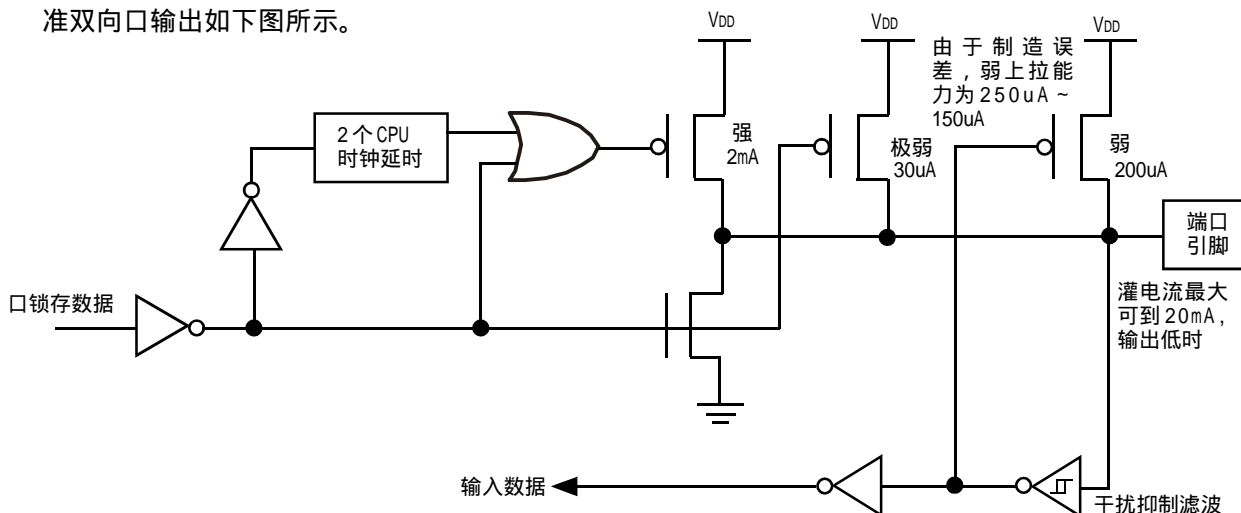 准双向口输出如下图所示。
VDD
VDD
VDD
由于制造误
差，弱上拉能
力为250uA ~
150uA
2个CPU
时钟延时
强
2mA
极弱
30uA
弱
200uA
端口
引脚
口锁存数据
灌电流最大
可到20mA，
输出低时
输入数据
干扰抑制滤波